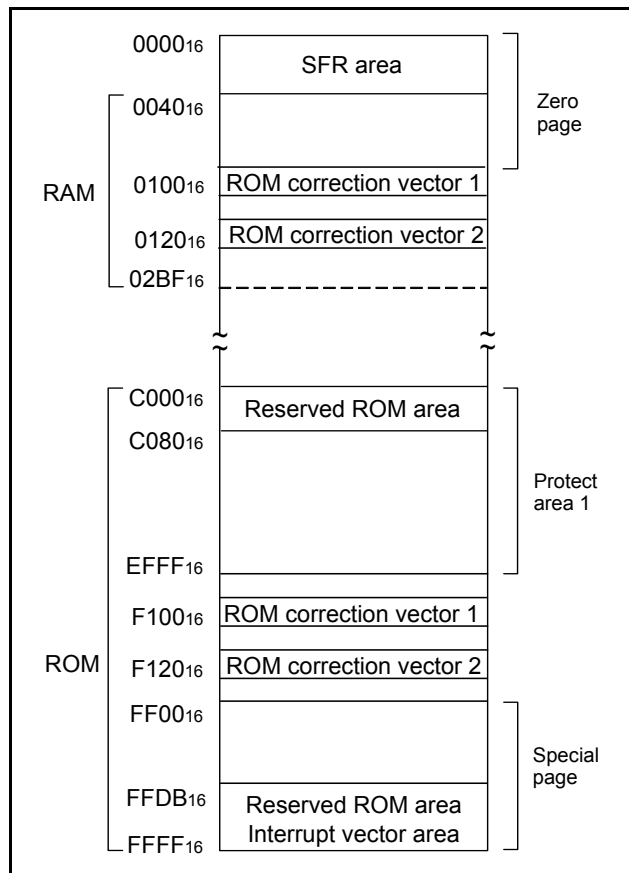 0000₁₆
SFR area
0040₁₆
Zero
page
RAM
0100₁₆ ROM correction vector 1
0120₁₆ ROM correction vector 2
02BF₁₆
C000₁₆
Reserved ROM area
C080₁₆
Protect
area 1
EFFF₁₆
F100₁₆ ROM correction vector 1
ROM
F120₁₆ ROM correction vector 2
FF00₁₆
Special
page
FFDB₁₆
Reserved ROM area
Interrupt vector area
FFFF₁₆